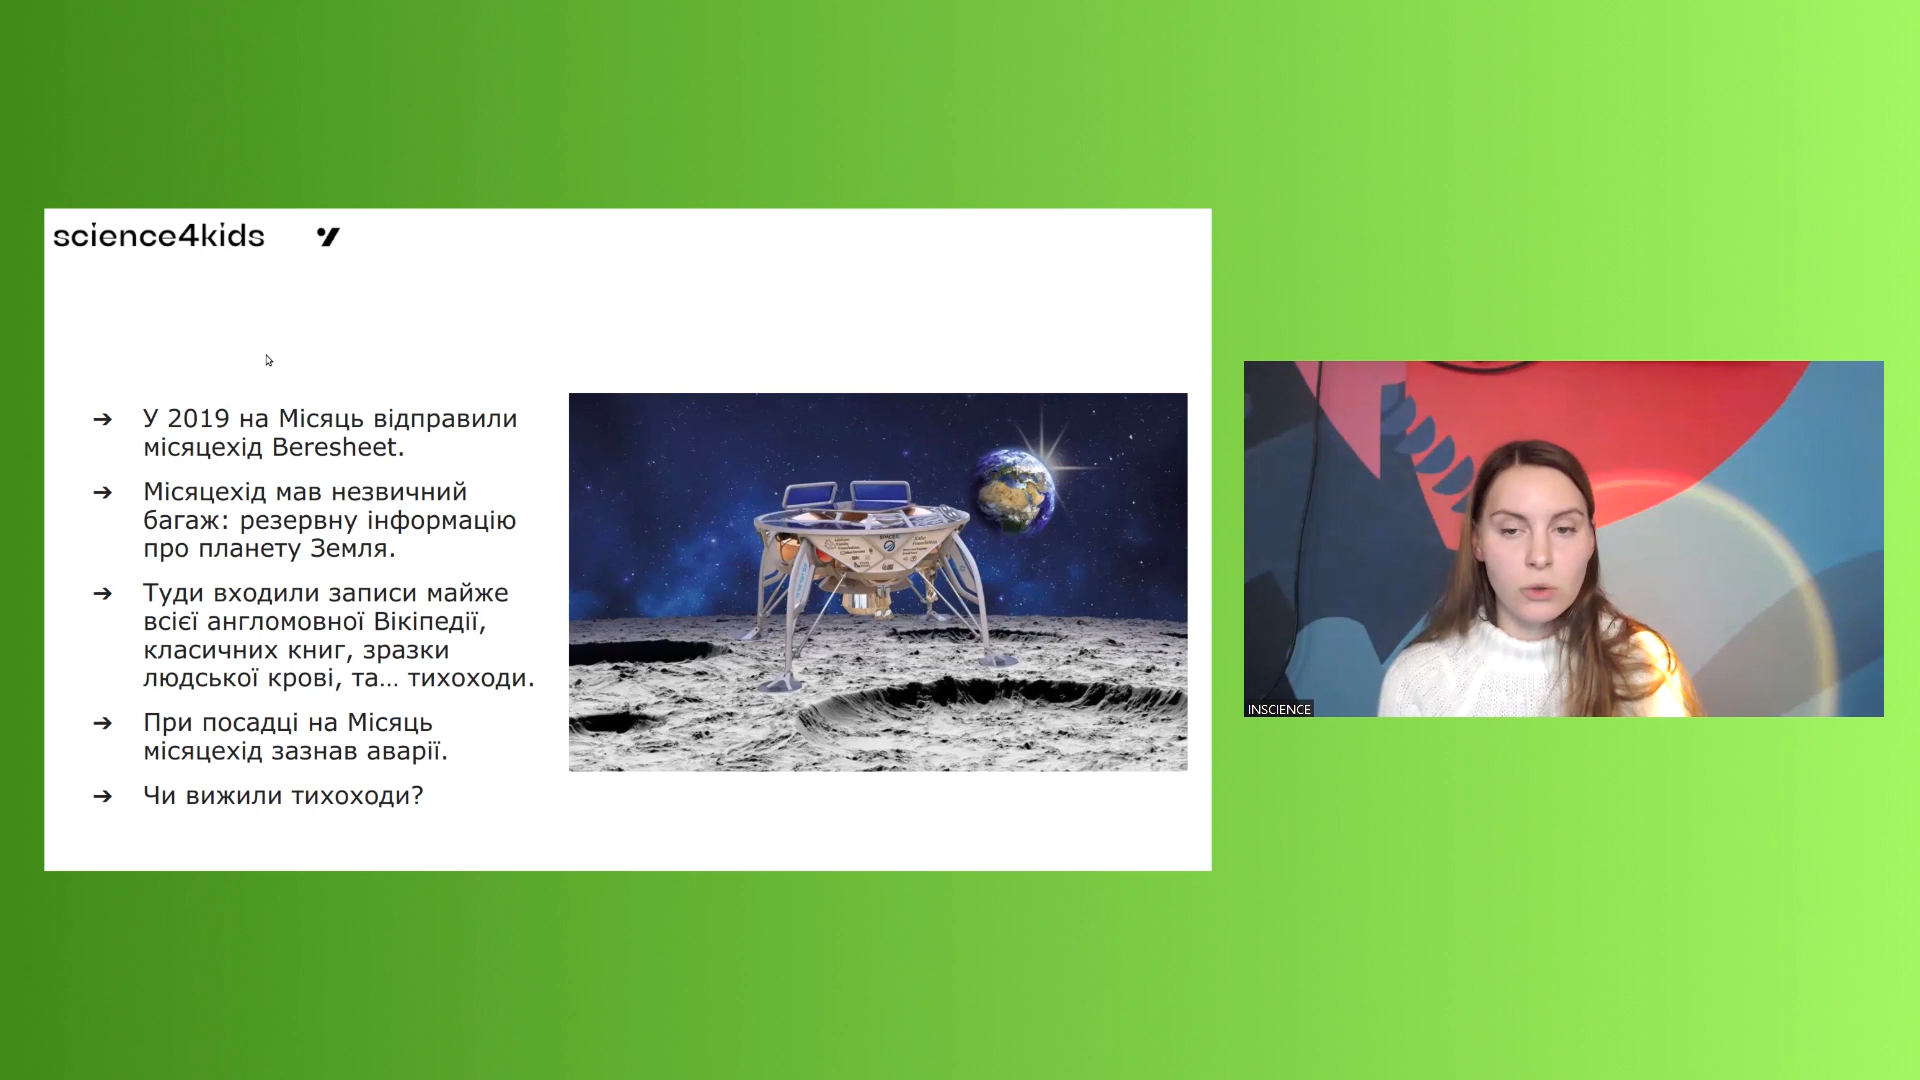 science4kids
У 2019 на Місяць відправили
місяцехід Beresheet.
Місяцехід мав незвичний
багаж: резервну інформацію
про планету Земля.
Туди входили записи майже
всієї англомовної Вікіпедії,
класичних книг, зразки
людської крові, та... тихоходи.
При посадці на Місяць
місяцехід зазнав аварії.
Чи вижили тихоходи?
INSCIENCE